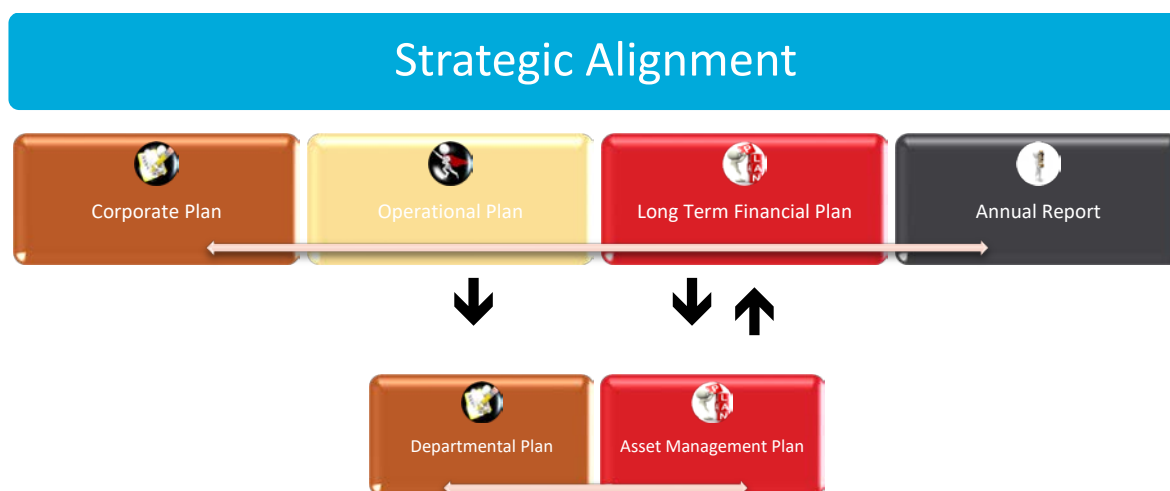 Strategic Alignment
Corporate Plan
Operational Plan
Long Term Financial Plan
Annual Report
Departmental Plan
Asset Management Plan